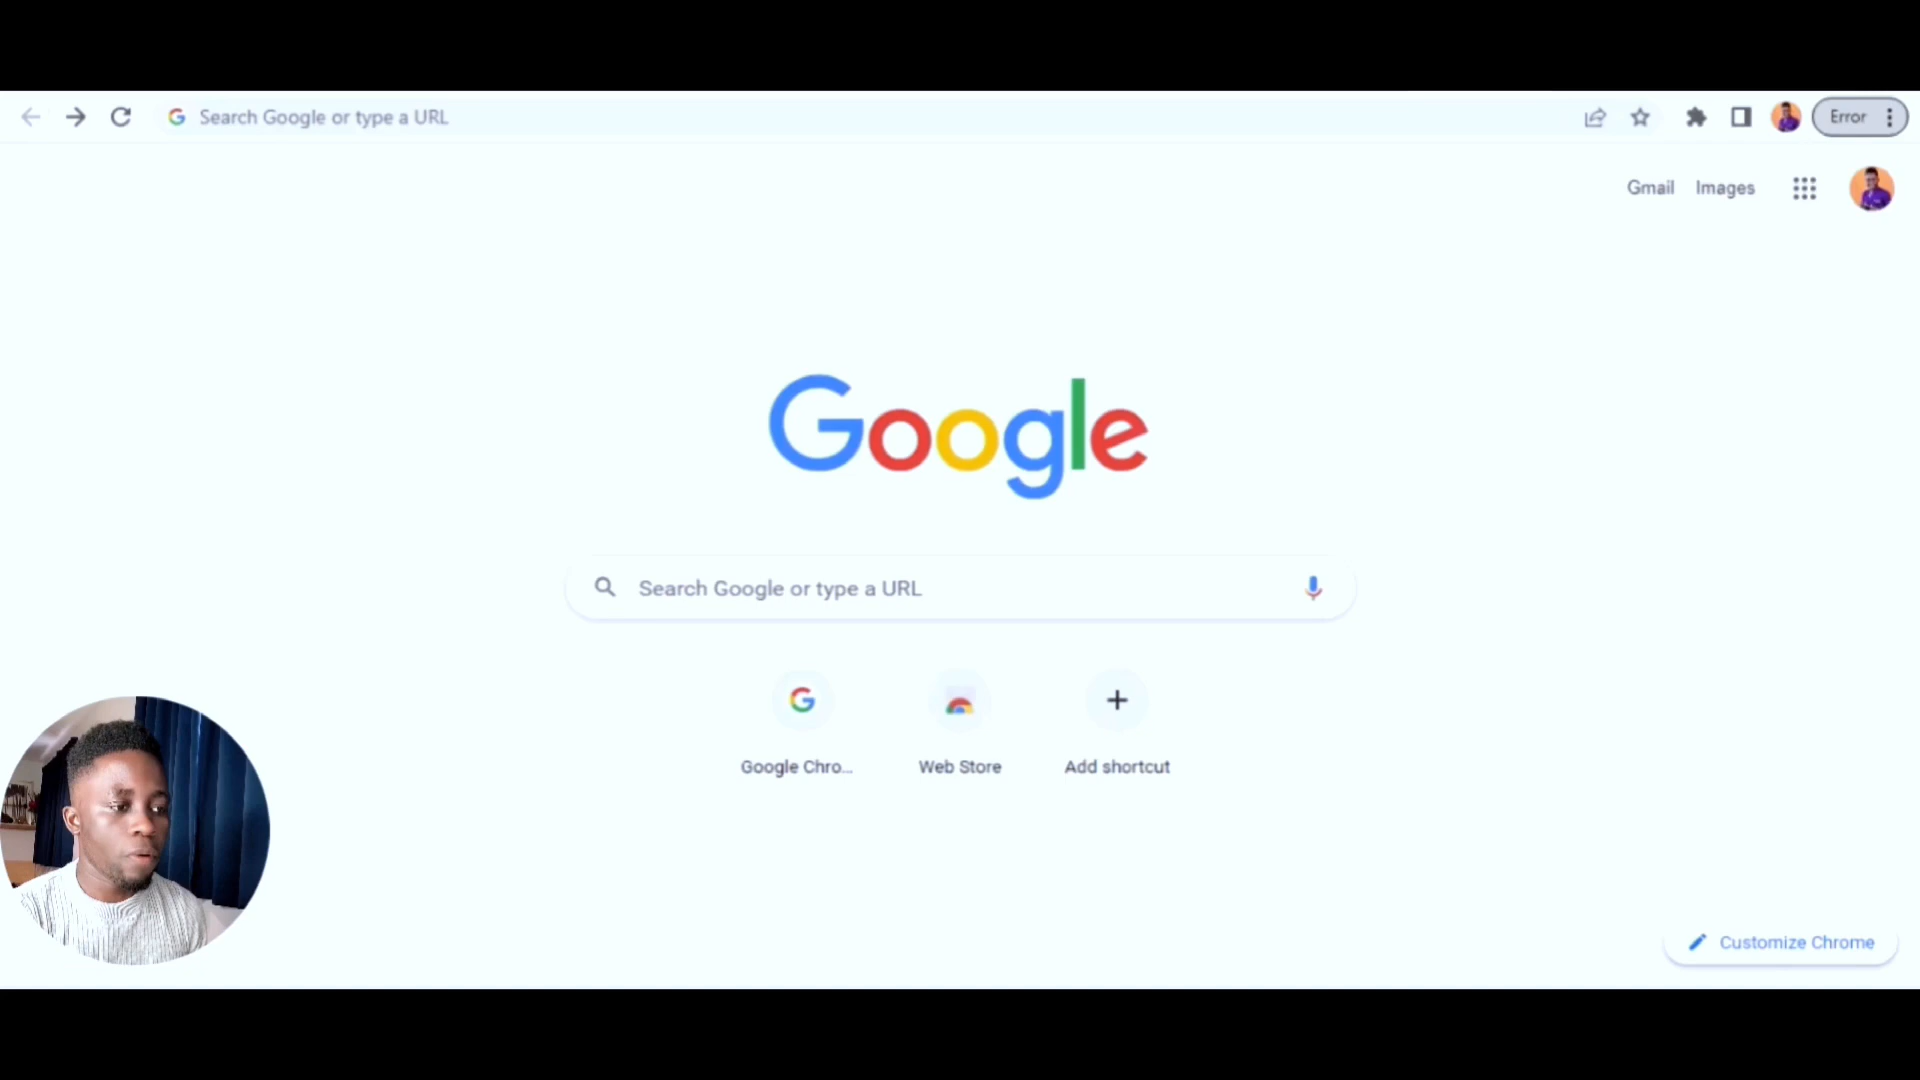 Search Google or type a URL
Error
Gmail Images
Google
Search Google or type a URL
Google Chro... Web Store Add shortcut
Customize Chrome